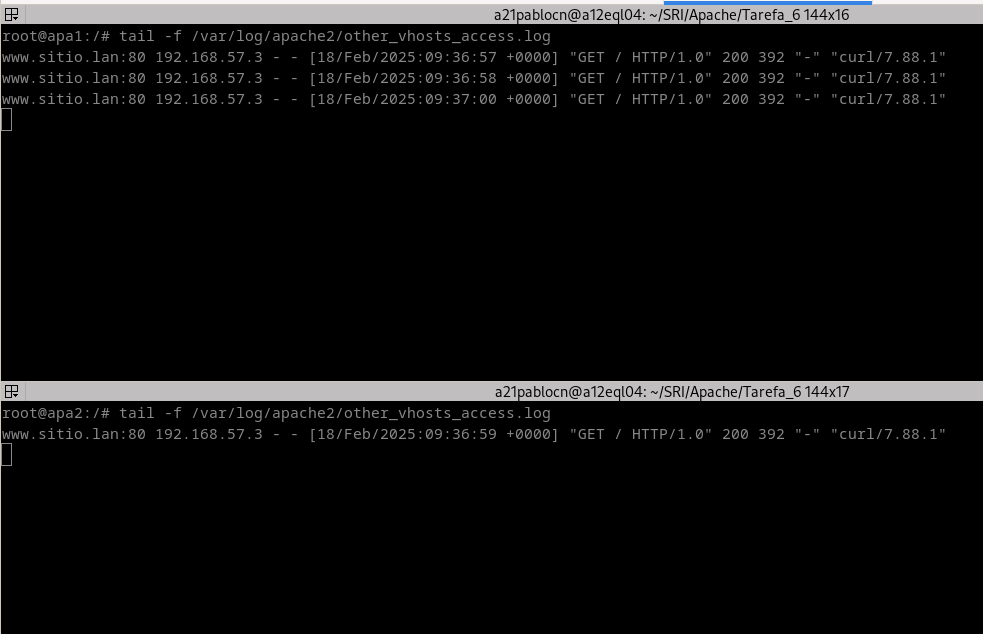 a21pablocn@a12eql04: ~/SRI/Apache/Tarefa_6 144x16
root@apa1:/# tail -f /var/log/apache2/other_vhosts_access.log
www.sitio.lan:80 192.168.57.3 - - [18/Feb/2025:09:36:57 +0000] "GET / HTTP/1.0" 200 392 "-" "curl/7.88.1"
www.sitio.lan:80 192.168.57.3 - - [18/Feb/2025:09:36:58 +0000] "GET / HTTP/1.0" 200 392 "-" "curl/7.88.1"
www.sitio.lan:80 192.168.57.3 - - [18/Feb/2025:09:37:00 +0000] "GET / HTTP/1.0" 200 392 "-" "curl/7.88.1"
a21pablocn@a12eql04: ~/SRI/Apache/Tarefa_6 144x17
root@apa2:/# tail -f /var/log/apache2/other_vhosts_access.log
www.sitio.lan:80 192.168.57.3 - - [18/Feb/2025:09:36:59 +0000] "GET / HTTP/1.0" 200 392 "-" "curl/7.88.1"